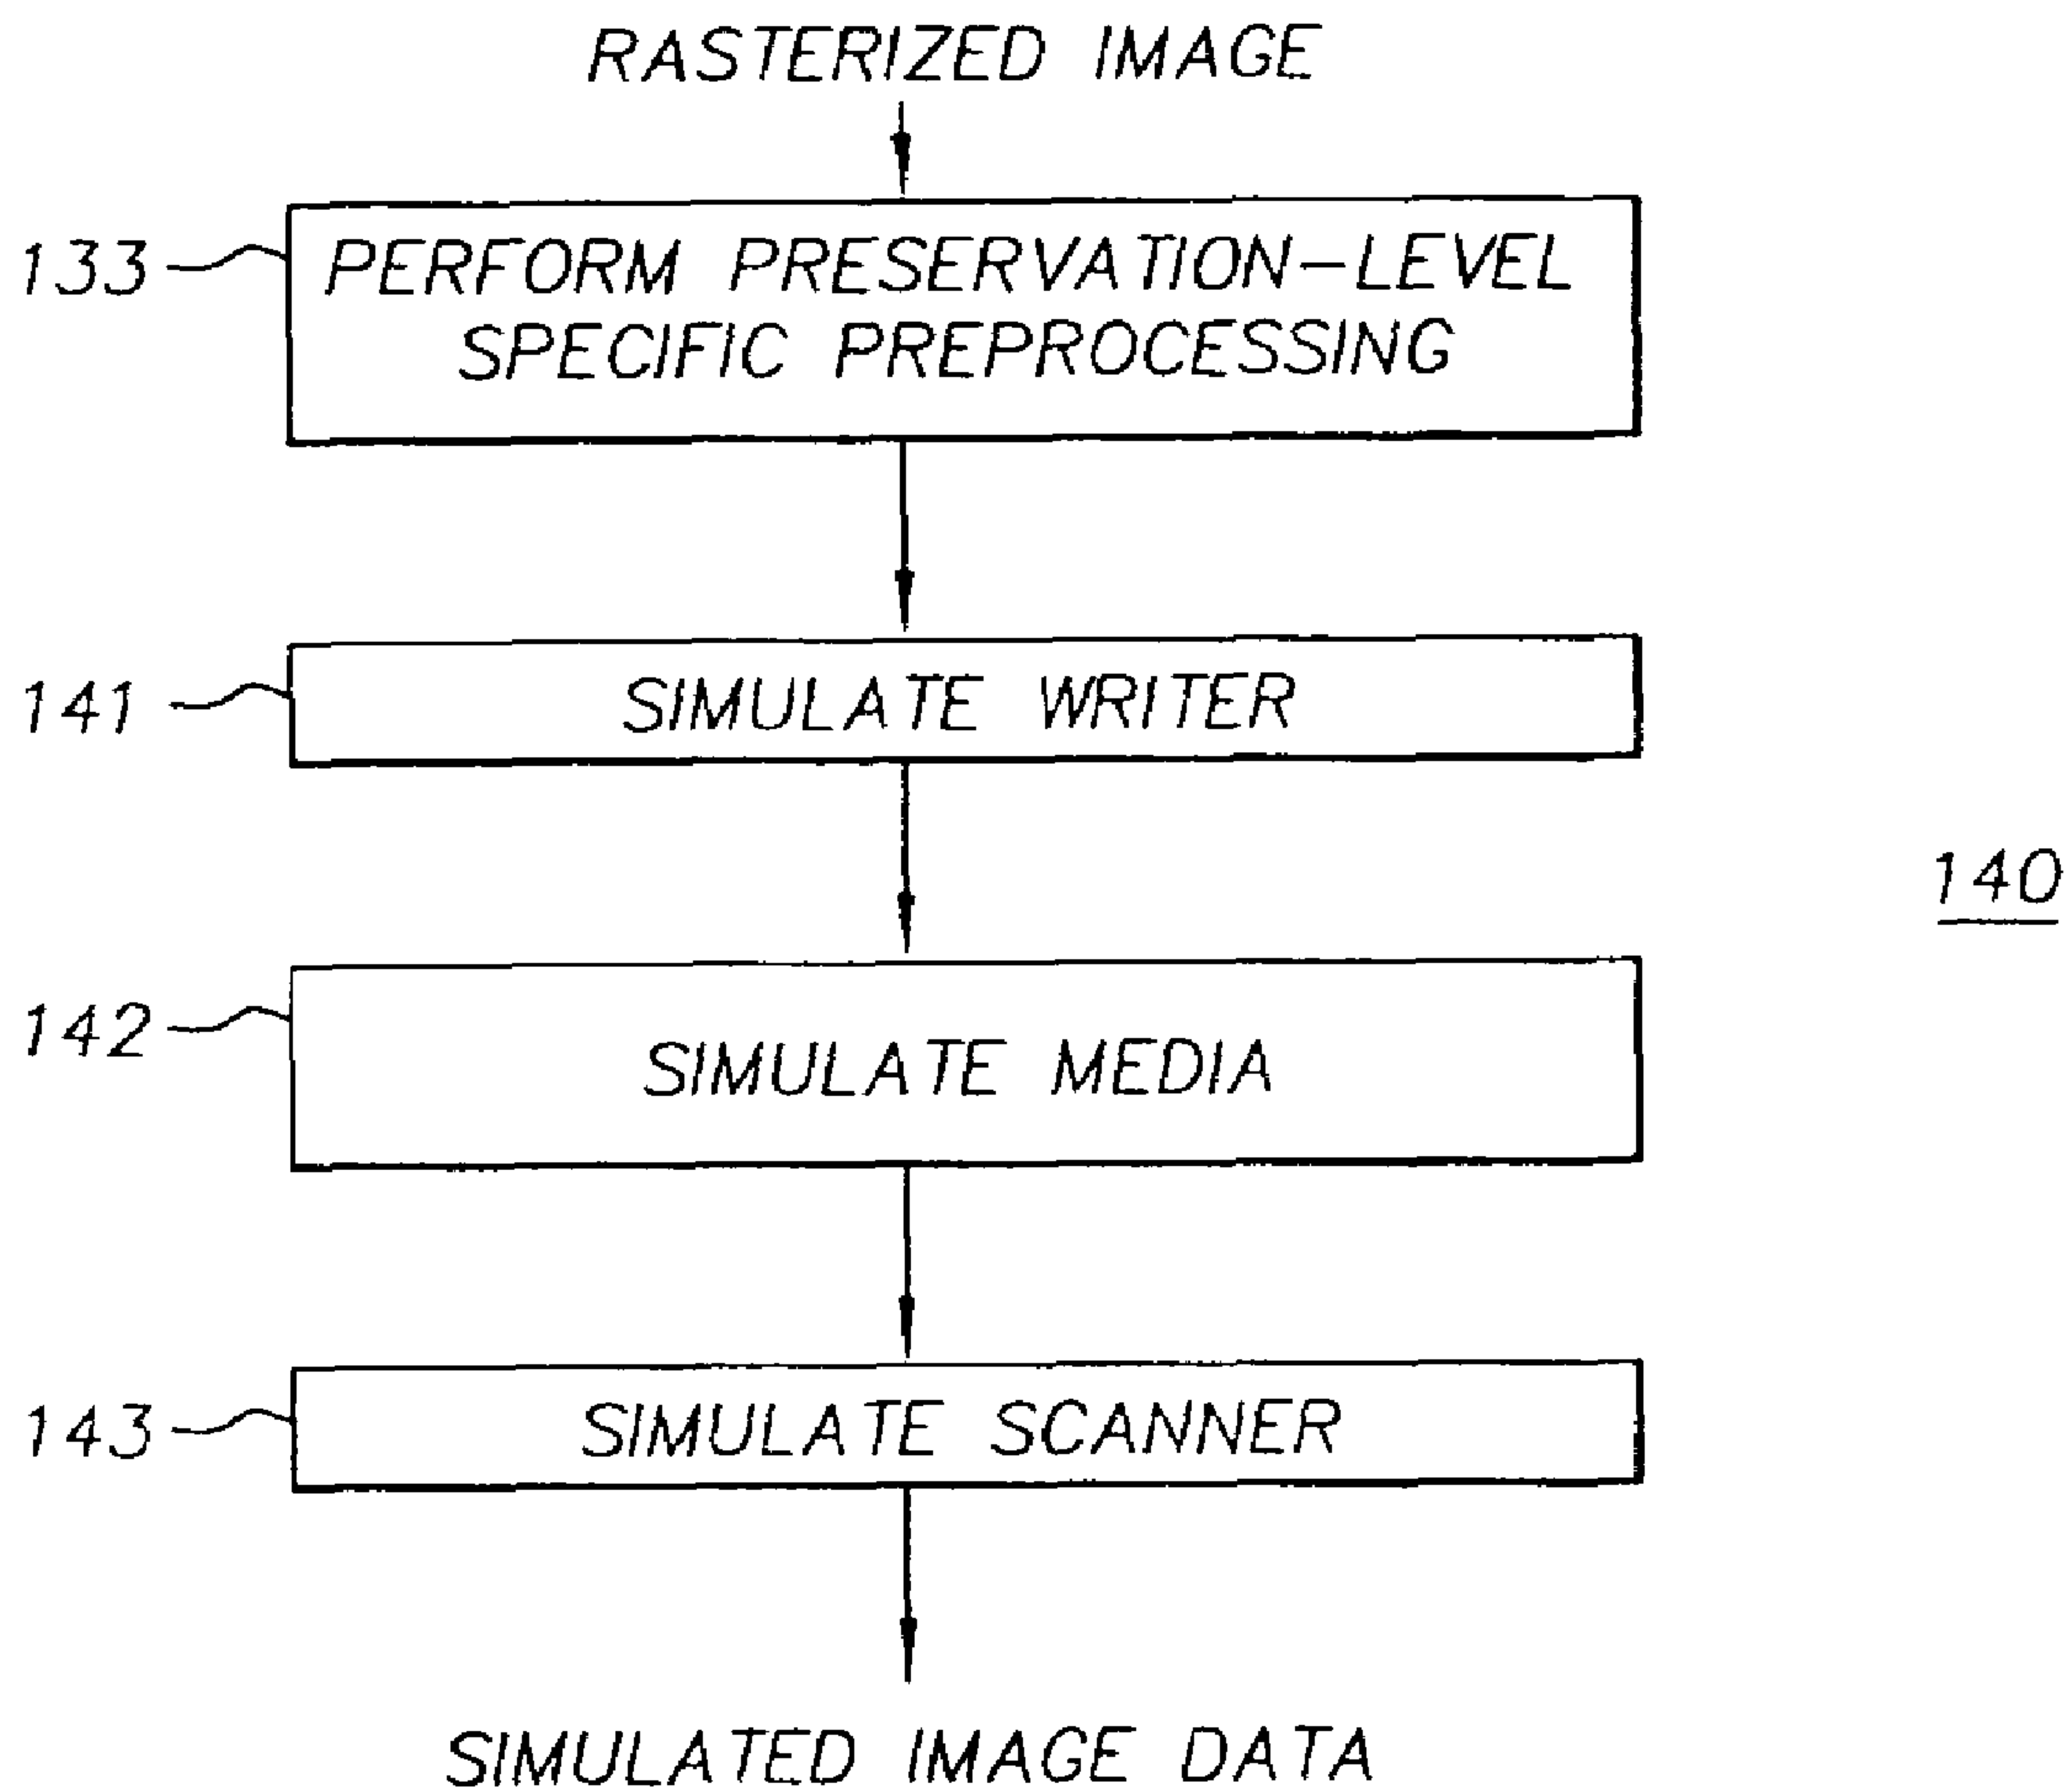 RASTERIZED IMAGE
133
PERFORM PRESERVATION-LEVEL
SPECIFIC PREPROCESSING
141
SIMULATE WRITER
140
142
SIMULATE MEDIA
143
SIMULATE SCANNER
SIMULATED IMAGE DATA